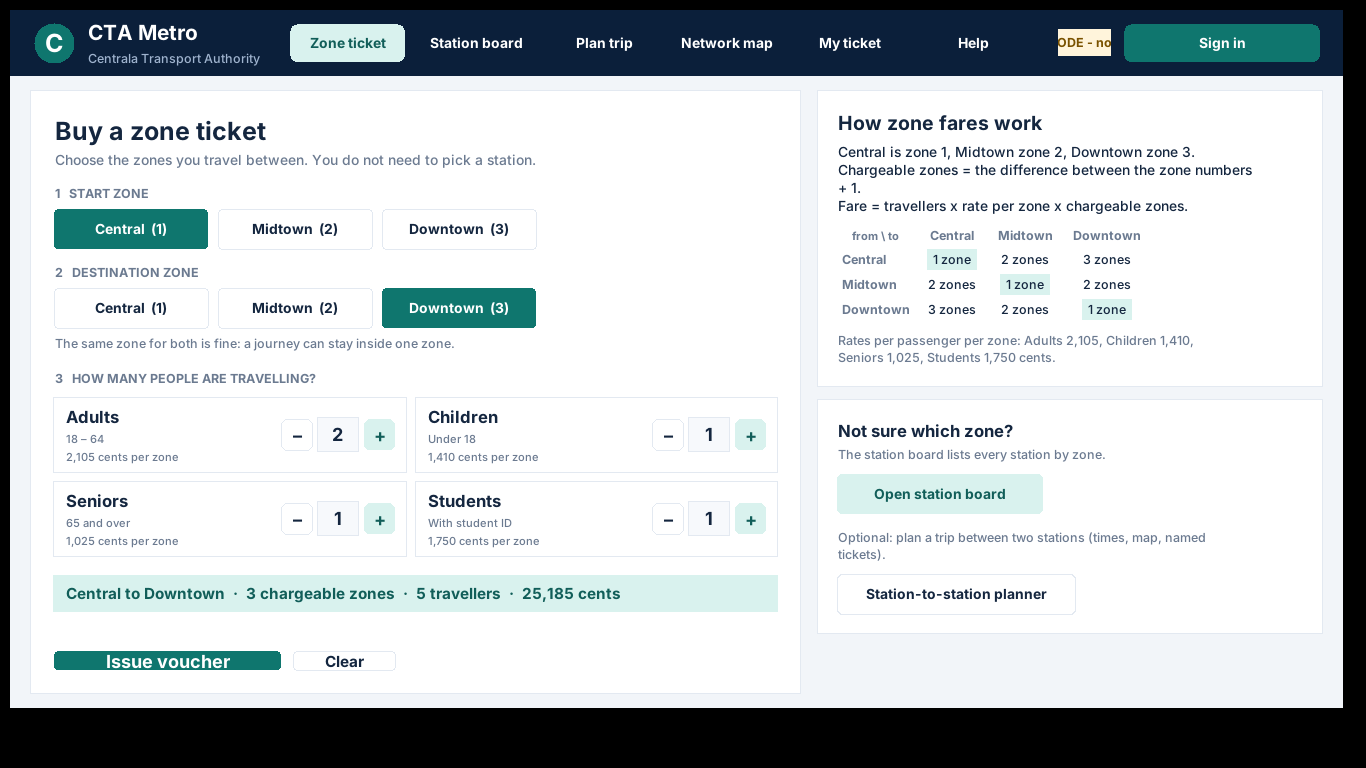 C
CTA Metro
Centrala Transport Authority
Zone ticket
Station board
Plan trip
Network map
My ticket
Help
ODE - no
Sign in
Buy a zone ticket
Choose the zones you travel between. You do not need to pick a station.
1 START ZONE
Central (1)
Midtown (2)
Downtown (3)
2 DESTINATION ZONE
Central (1)
Midtown (2)
Downtown (3)
The same zone for both is fine: a journey can stay inside one zone.
3 HOW MANY PEOPLE ARE TRAVELLING?
Adults
18 – 64
2,105 cents per zone
– 2 +
Children
Under 18
1,410 cents per zone
– 1 +
Seniors
65 and over
1,025 cents per zone
– 1 +
Students
With student ID
1,750 cents per zone
– 1 +
Central to Downtown · 3 chargeable zones · 5 travellers · 25,185 cents
Issue voucher
Clear
How zone fares work
Central is zone 1, Midtown zone 2, Downtown zone 3.
Chargeable zones = the difference between the zone numbers
+ 1.
Fare = travellers x rate per zone x chargeable zones.
from \ to Central Midtown Downtown
Central 1 zone 2 zones 3 zones
Midtown 2 zones 1 zone 2 zones
Downtown 3 zones 2 zones 1 zone
Rates per passenger per zone: Adults 2,105, Children 1,410,
Seniors 1,025, Students 1,750 cents.
Not sure which zone?
The station board lists every station by zone.
Open station board
Optional: plan a trip between two stations (times, map, named
tickets).
Station-to-station planner